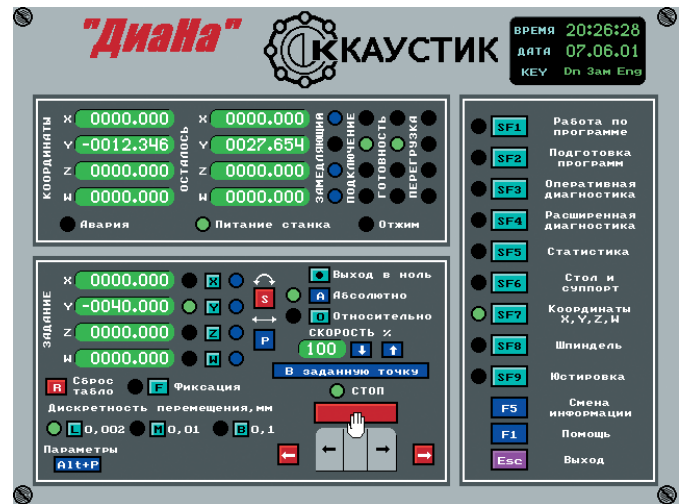 "ДиаНа"
КАУСТИК
ВРЕМЯ 20:26:28
ДАТА 07.06.01
KEY Dn Зам Eng
КООРДИНАТЫ
X 0000.000
Y -0012.346
Z 0000.000
W 0000.000
ОСТАЛОСЬ
X 0000.000
Y 0027.654
Z 0000.000
W 0000.000
ЗАМЕДЛЯЮЩИЙ
ПОДКЛЮЧЕНИЕ
ГОТОВНОСТЬ
ПЕРЕГРУЗКА
Авария
Питание станка
Отжим
ЗАДАНИЕ
X 0000.000 X
Y -0040.000 Y
Z 0000.000 Z
W 0000.000 W
S
P
Выход в ноль
A Абсолютно
O Относительно
СКОРОСТЬ %
100
В заданную точку
СТОП
R Сброс табло
F Фиксация
Дискретность перемещения,мм
L 0,002 M 0,01 B 0,1
Параметры
Alt+P
SF1 Работа по
программе
SF2 Подготовка
программ
SF3 Оперативная
диагностика
SF4 Расширенная
диагностика
SF5 Статистика
SF6 Стол и
суппорт
SF7 Координаты
X,Y,Z,W
SF8 Шпиндель
SF9 Юстировка
F5 Смена
информации
F1 Помощь
Esc Выход